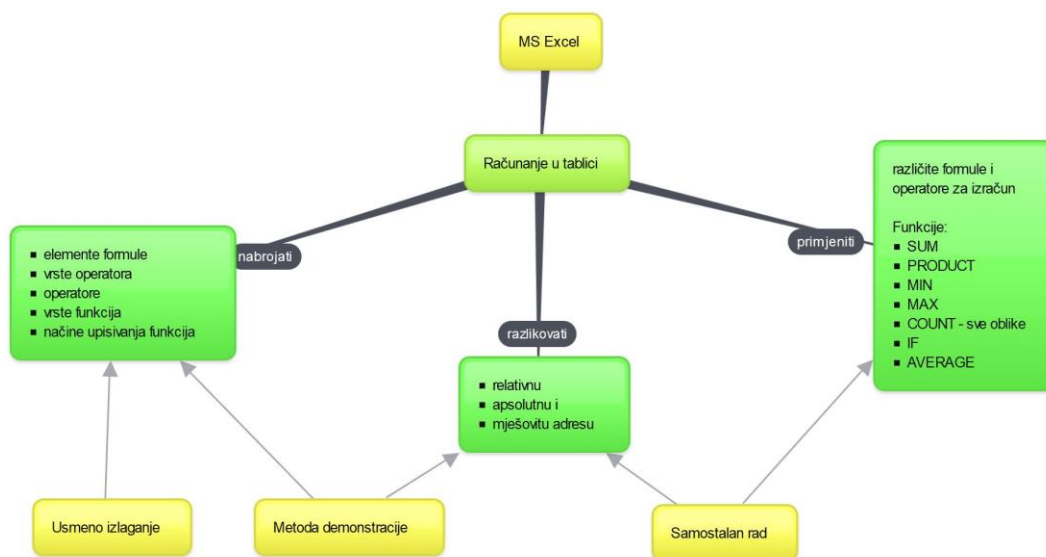 MS Excel
Računanje u tablici
nabrojati
razlikovati
primjeniti
▪ elemente formule
▪ vrste operatora
▪ operatore
▪ vrste funkcija
▪ načine upisivanja funkcija
▪ relativnu
▪ apsolutnu i
▪ mješovitu adresu
različite formule i
operatore za izračun
Funkcije:
▪ SUM
▪ PRODUCT
▪ MIN
▪ MAX
▪ COUNT - sve oblike
▪ IF
▪ AVERAGE
Usmeno izlaganje
Metoda demonstracije
Samostalan rad